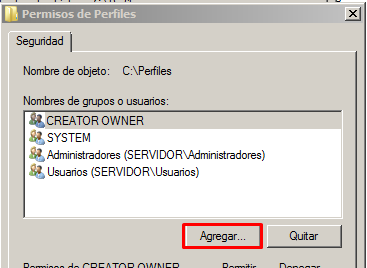 Permisos de Perfiles
Seguridad
Nombre de objeto: C:\Perfiles
Nombres de grupos o usuarios:
CREATOR OWNER
SYSTEM
Administradores (SERVIDOR\Administradores)
Usuarios (SERVIDOR\Usuarios)
Agregar... Quitar
Permisos de CREATOR OWNER Permitir Denegar